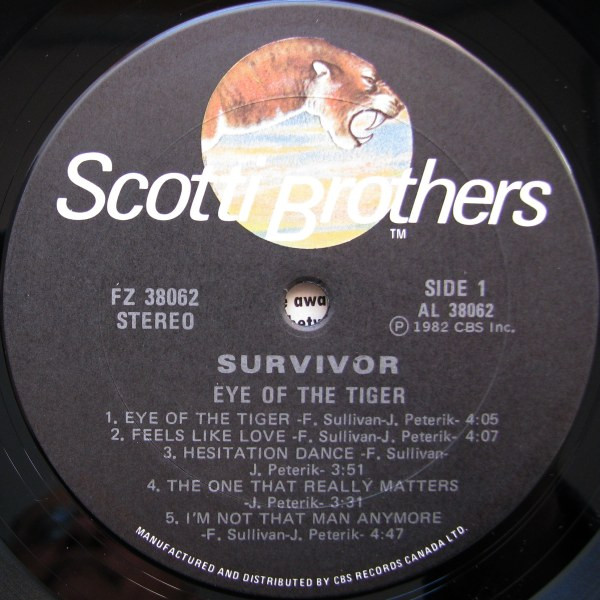 Scotti Brothers
TM
FZ 38062
STEREO
awa
SIDE 1
AL 38062
Ⓟ 1982 CBS Inc.
SURVIVOR
EYE OF THE TIGER
1. EYE OF THE TIGER -F. Sullivan-J. Peterik- 4:05
2. FEELS LIKE LOVE -F. Sullivan-J. Peterik- 4:07
3. HESITATION DANCE -F. Sullivan-
J. Peterik- 3:51
4. THE ONE THAT REALLY MATTERS
-J. Peterik- 3:31
5. I'M NOT THAT MAN ANYMORE
-F. Sullivan-J. Peterik- 4:47
MANUFACTURED AND DISTRIBUTED BY CBS RECORDS CANADA LTD.